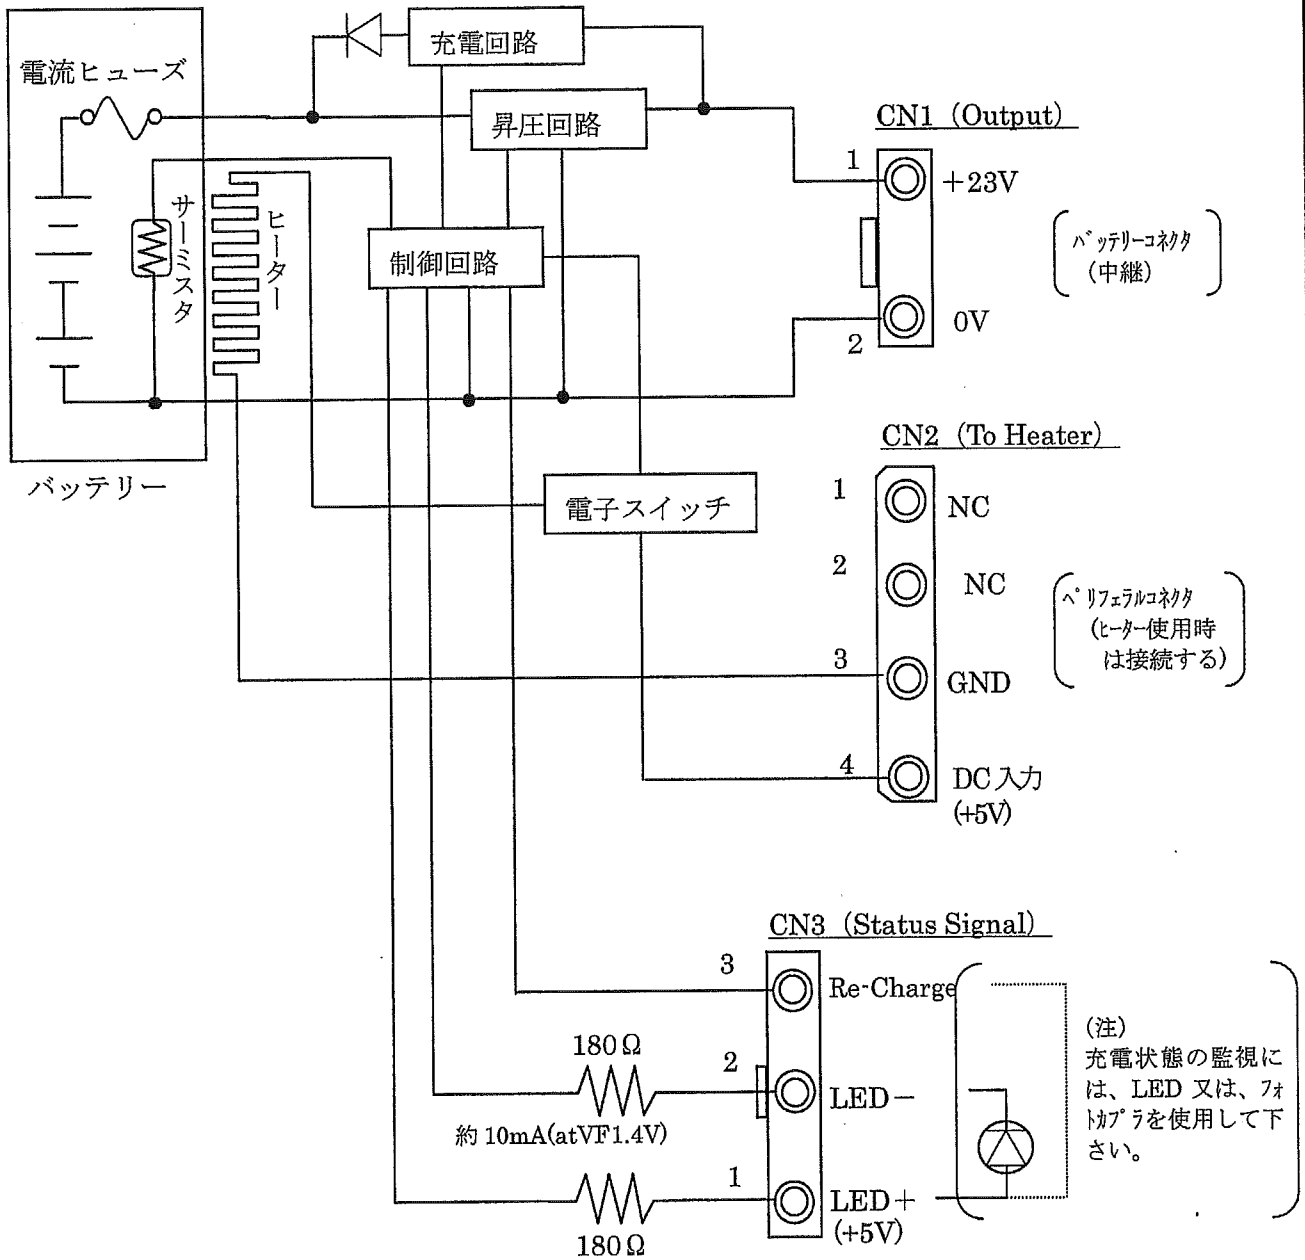 電流ヒューズ
サーミスタ
ヒーター
バッテリー
充電回路
昇圧回路
制御回路
電子スイッチ
CN1 (Output)
1
+23V
2
0V
バッテリーコネクタ
(中継)
CN2 (To Heater)
1
NC
2
NC
3
GND
4
DC入力
(+5V)
ペリフェラルコネクタ
(ヒーター使用時
は接続する)
CN3 (Status Signal)
3
Re-Charge
180Ω
2
LED−
約10mA(atVF1.4V)
1
LED+
(+5V)
180Ω
(注)
充電状態の監視に
は、LED 又は、フォ
トカプラを使用して下
さい。